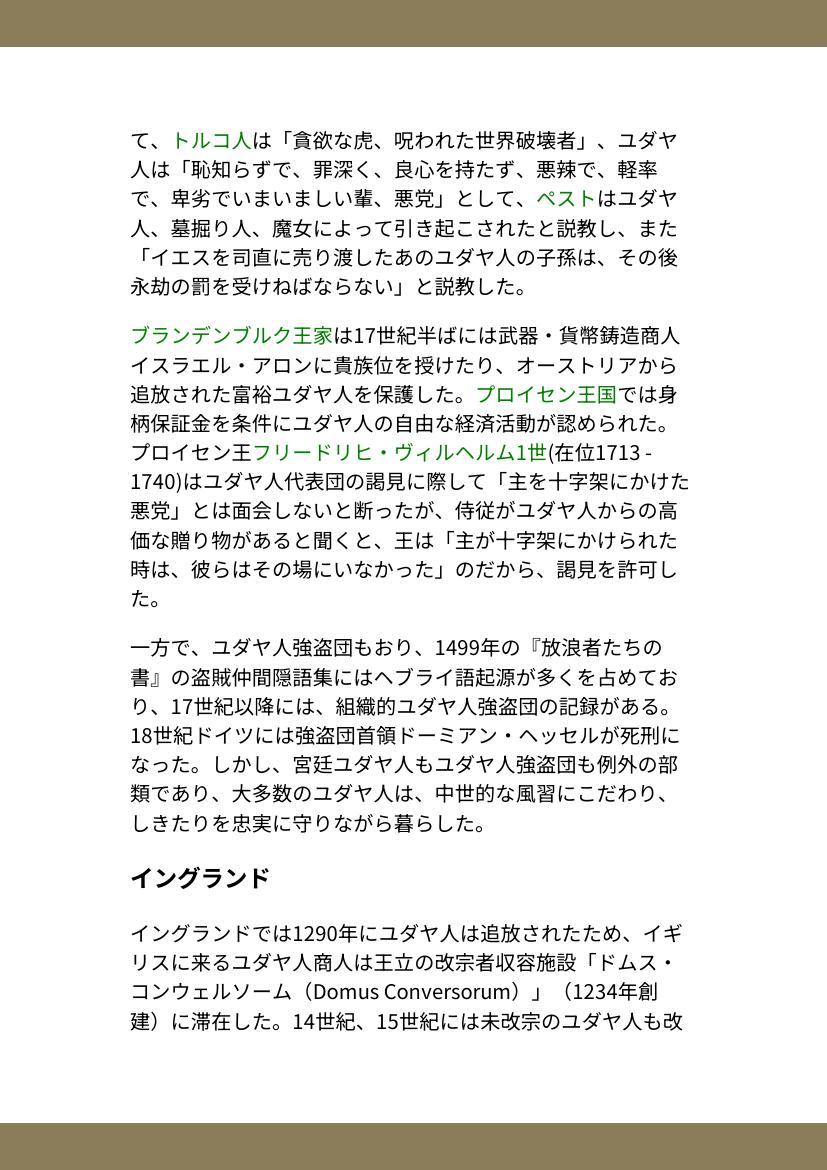 て、トルコ人は「貪欲な虎、呪われた世界破壊者」、ユダヤ
人は「恥知らずで、罪深く、良心を持たず、悪辣で、軽率
で、卑劣でいまいましい輩、悪党」として、ペストはユダヤ
人、墓掘り人、魔女によって引き起こされたと説教し、また
「イエスを司直に売り渡したあのユダヤ人の子孫は、その後
永劫の罰を受けねばならない」と説教した。
ブランデンブルク王家は17世紀半ばには武器・貨幣鋳造商人
イスラエル・アロンに貴族位を授けたり、オーストリアから
追放された富裕ユダヤ人を保護した。プロイセン王国では身
柄保証金を条件にユダヤ人の自由な経済活動が認められた。
プロイセン王フリードリヒ・ヴィルヘルム1世(在位1713 -
1740)はユダヤ人代表団の謁見に際して「主を十字架にかけた
悪党」とは面会しないと断ったが、侍従がユダヤ人からの高
価な贈り物があると聞くと、王は「主が十字架にかけられた
時は、彼らはその場にいなかった」のだから、謁見を許可し
た。
一方で、ユダヤ人強盗団もおり、1499年の『放浪者たちの
書』の盗賊仲間隠語集にはヘブライ語起源が多くを占めてお
り、17世紀以降には、組織的ユダヤ人強盗団の記録がある。
18世紀ドイツには強盗団首領ドーミアン・ヘッセルが死刑に
なった。しかし、宮廷ユダヤ人もユダヤ人強盗団も例外の部
類であり、大多数のユダヤ人は、中世的な風習にこだわり、
しきたりを忠実に守りながら暮らした。
イングランド
イングランドでは1290年にユダヤ人は追放されたため、イギ
リスに来るユダヤ人商人は王立の改宗者収容施設「ドムス・
コンウェルソーム（Domus Conversorum）」（1234年創
建）に滞在した。14世紀、15世紀には未改宗のユダヤ人も改